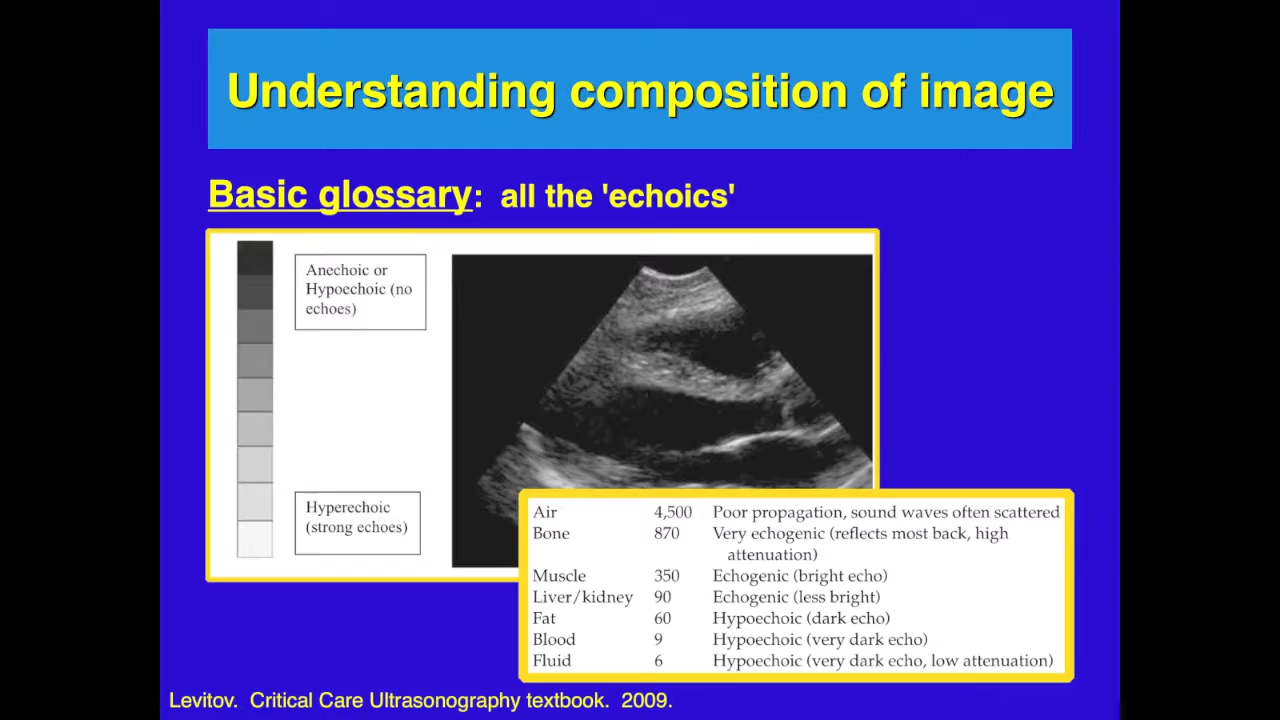 Understanding composition of image
Basic glossary: all the 'echoics'
Anechoic or
Hypoechoic (no
echoes)
Hyperechoic
(strong echoes)
Air 4,500 Poor propagation, sound waves often scattered
Bone 870 Very echogenic (reflects most back, high
attenuation)
Muscle 350 Echogenic (bright echo)
Liver/kidney 90 Echogenic (less bright)
Fat 60 Hypoechoic (dark echo)
Blood 9 Hypoechoic (very dark echo)
Fluid 6 Hypoechoic (very dark echo, low attenuation)
Levitov. Critical Care Ultrasonography textbook. 2009.